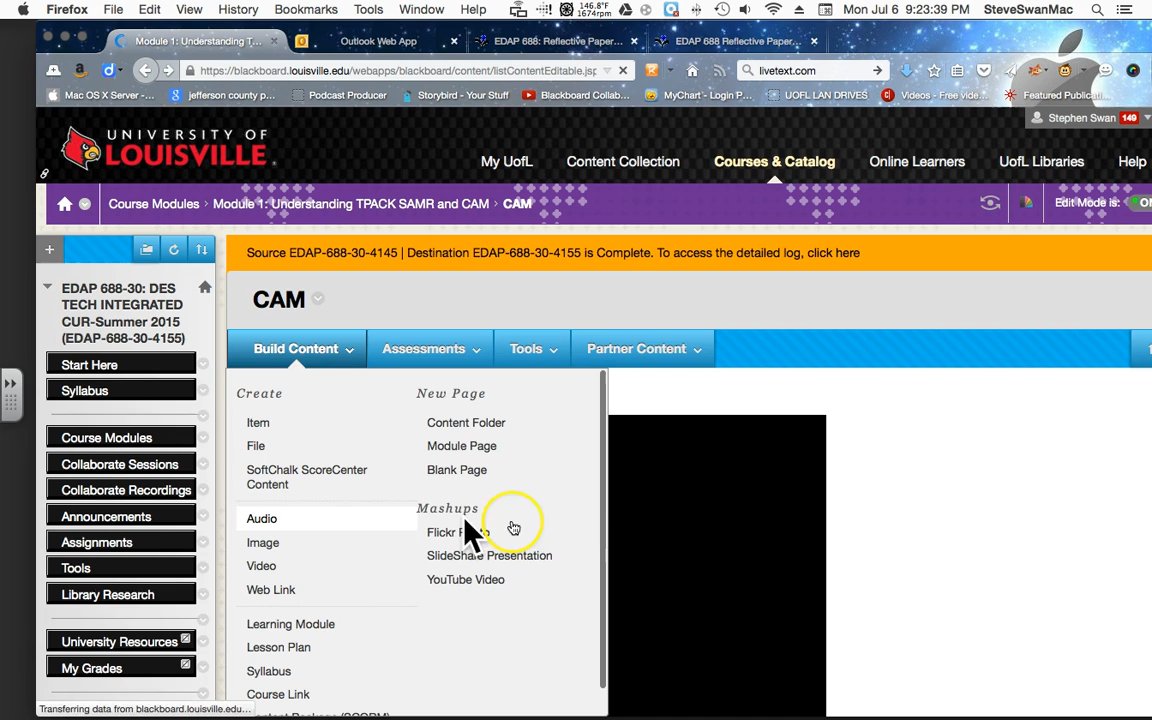 Firefox File Edit View History Bookmarks Tools Window Help 146.8°F 1674rpm Mon Jul 6 9:23:39 PM SteveSwanMac
Module 1: Understanding T... Outlook Web App EDAP 688: Reflective Paper... EDAP 688 Reflective Paper...
https://blackboard.louisville.edu/webapps/blackboard/content/listContentEditable.jsp livetext.com
Mac OS X Server -... jefferson county p... Podcast Producer Storybird - Your Stuff Blackboard Collab... MyChart - Login P... UOFL LAN DRIVES Videos - Free vide... Featured Publicati...
Stephen Swan 149
UNIVERSITY OF
LOUISVILLE
My UofL Content Collection Courses & Catalog Online Learners UofL Libraries Help
Course Modules > Module 1: Understanding TPACK SAMR and CAM > CAM Edit Mode is: ON
Source EDAP-688-30-4145 | Destination EDAP-688-30-4155 is Complete. To access the detailed log, click here
EDAP 688-30: DES
TECH INTEGRATED
CUR-Summer 2015
(EDAP-688-30-4155)
Start Here
Syllabus
Course Modules
Collaborate Sessions
Collaborate Recordings
Announcements
Assignments
Tools
Library Research
University Resources
My Grades
CAM
Build Content Assessments Tools Partner Content
Create
Item
File
SoftChalk ScoreCenter
Content
Audio
Image
Video
Web Link
Learning Module
Lesson Plan
Syllabus
Course Link
Content Package (SCORM)
New Page
Content Folder
Module Page
Blank Page
Mashups
Flickr
SlideShare Presentation
YouTube Video
Transferring data from blackboard.louisville.edu...